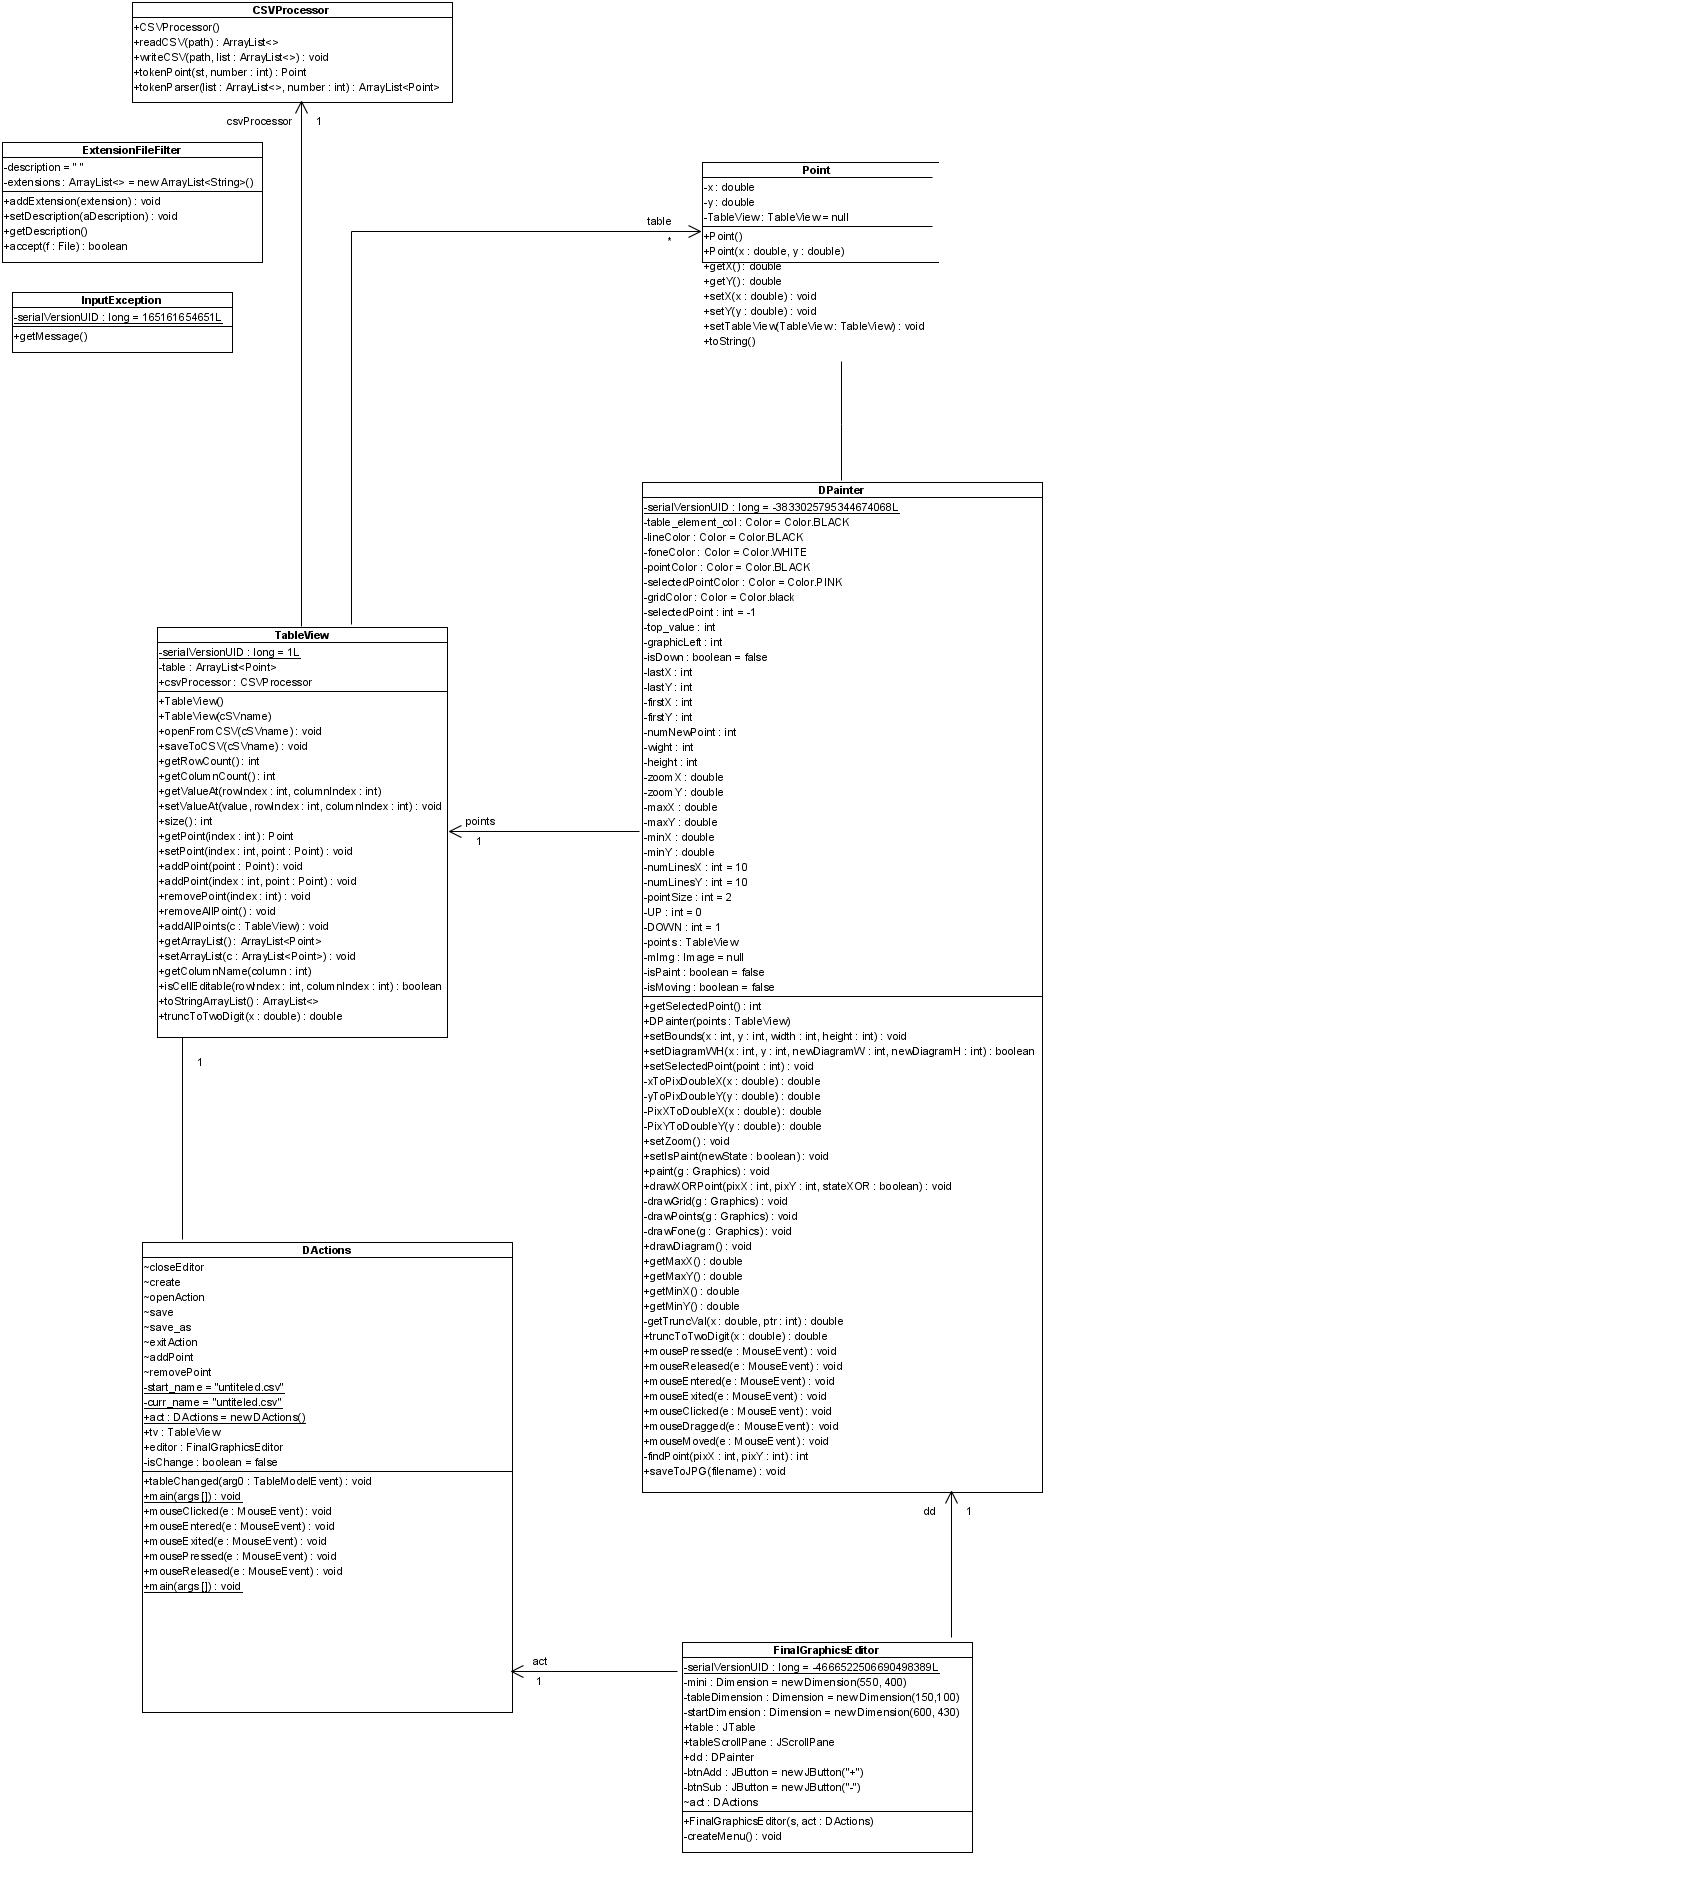 CSVProcessor
+CSVProcessor()
+readCSV(path) : ArrayList<>
+writeCSV(path, list : ArrayList<>) : void
+tokenPoint(st, number : int) : Point
+tokenParser(list : ArrayList<>, number : int) : ArrayList<Point>
csvProcessor 1
ExtensionFileFilter
-description = " "
-extensions : ArrayList<> = new ArrayList<String>()
+addExtension(extension) : void
+setDescription(aDescription) : void
+getDescription()
+accept(f : File) : boolean
InputException
-serialVersionUID : long = 165161654651L
+getMessage()
table
*
Point
-x : double
-y : double
-TableView : TableView = null
+Point()
+Point(x : double, y : double)
+getX() : double
+getY() : double
+setX(x : double) : void
+setY(y : double) : void
+setTableView(TableView : TableView) : void
+toString()
TableView
-serialVersionUID : long = 1L
-table : ArrayList<Point>
+csvProcessor : CSVProcessor
+TableView()
+TableView(cSVname)
+openFromCSV(cSVname) : void
+saveToCSV(cSVname) : void
+getRowCount() : int
+getColumnCount() : int
+getValueAt(rowIndex : int, columnIndex : int)
+setValueAt(value, rowIndex : int, columnIndex : int) : void
+size() : int
+getPoint(index : int) : Point
+setPoint(index : int, point : Point) : void
+addPoint(point : Point) : void
+addPoint(index : int, point : Point) : void
+removePoint(index : int) : void
+removeAllPoint() : void
+addAllPoints(c : TableView) : void
+getArrayList() : ArrayList<Point>
+setArrayList(c : ArrayList<Point>) : void
+getColumnName(column : int)
+isCellEditable(rowIndex : int, columnIndex : int) : boolean
+toStringArrayList() : ArrayList<>
+truncToTwoDigit(x : double) : double
1
points
1
DPainter
-serialVersionUID : long = -3833025795344674068L
-table_element_col : Color = Color.BLACK
-lineColor : Color = Color.BLACK
-foneColor : Color = Color.WHITE
-pointColor : Color = Color.BLACK
-selectedPointColor : Color = Color.PINK
-gridColor : Color = Color.black
-selectedPoint : int = -1
-top_value : int
-graphicLeft : int
-isDown : boolean = false
-lastX : int
-lastY : int
-firstX : int
-firstY : int
-numNewPoint : int
-wight : int
-height : int
-zoomX : double
-zoomY : double
-maxX : double
-maxY : double
-minX : double
-minY : double
-numLinesX : int = 10
-numLinesY : int = 10
-pointSize : int = 2
-UP : int = 0
-DOWN : int = 1
-points : TableView
-mImg : Image = null
-isPaint : boolean = false
-isMoving : boolean = false
+getSelectedPoint() : int
+DPainter(points : TableView)
+setBounds(x : int, y : int, width : int, height : int) : void
+setDiagramWH(x : int, y : int, newDiagramW : int, newDiagramH : int) : boolean
+setSelectedPoint(point : int) : void
-xToPixDoubleX(x : double) : double
-yToPixDoubleY(y : double) : double
-PixXToDoubleX(x : double) : double
-PixYToDoubleY(y : double) : double
+setZoom() : void
+setIsPaint(newState : boolean) : void
+paint(g : Graphics) : void
+drawXORPoint(pixX : int, pixY : int, stateXOR : boolean) : void
-drawGrid(g : Graphics) : void
-drawPoints(g : Graphics) : void
-drawFone(g : Graphics) : void
+drawDiagram() : void
+getMaxX() : double
+getMaxY() : double
+getMinX() : double
+getMinY() : double
-getTruncVal(x : double, ptr : int) : double
+truncToTwoDigit(x : double) : double
+mousePressed(e : MouseEvent) : void
+mouseReleased(e : MouseEvent) : void
+mouseEntered(e : MouseEvent) : void
+mouseExited(e : MouseEvent) : void
+mouseClicked(e : MouseEvent) : void
+mouseDragged(e : MouseEvent) : void
+mouseMoved(e : MouseEvent) : void
-findPoint(pixX : int, pixY : int) : int
+saveToJPG(filename) : void
DActions
~closeEditor
~create
~openAction
~save
~save_as
~exitAction
~addPoint
~removePoint
-start_name = "untiteled.csv"
-curr_name = "untiteled.csv"
+act : DActions = new DActions()
+tv : TableView
+editor : FinalGraphicsEditor
-isChange : boolean = false
+tableChanged(arg0 : TableModelEvent) : void
+main(args []) : void
+mouseClicked(e : MouseEvent) : void
+mouseEntered(e : MouseEvent) : void
+mouseExited(e : MouseEvent) : void
+mousePressed(e : MouseEvent) : void
+mouseReleased(e : MouseEvent) : void
+main(args []) : void
dd 1
act
1
FinalGraphicsEditor
-serialVersionUID : long = -4666522506690498389L
-mini : Dimension = new Dimension(550, 400)
-tableDimension : Dimension = new Dimension(150,100)
-startDimension : Dimension = new Dimension(600, 430)
+table : JTable
+tableScrollPane : JScrollPane
+dd : DPainter
-btnAdd : JButton = new JButton("+")
-btnSub : JButton = new JButton("-")
~act : DActions
+FinalGraphicsEditor(s, act : DActions)
-createMenu() : void